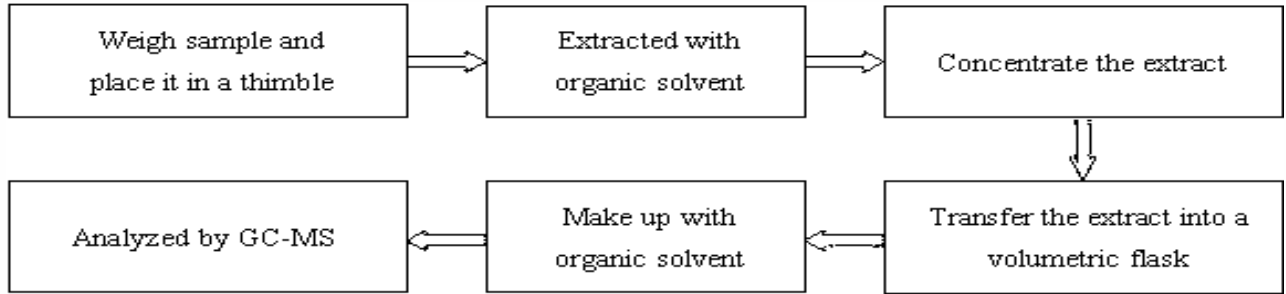 Weigh sample and
place it in a thimble
Extracted with
organic solvent
Concentrate the extract
Transfer the extract into a
volumetric flask
Make up with
organic solvent
Analyzed by GC-MS